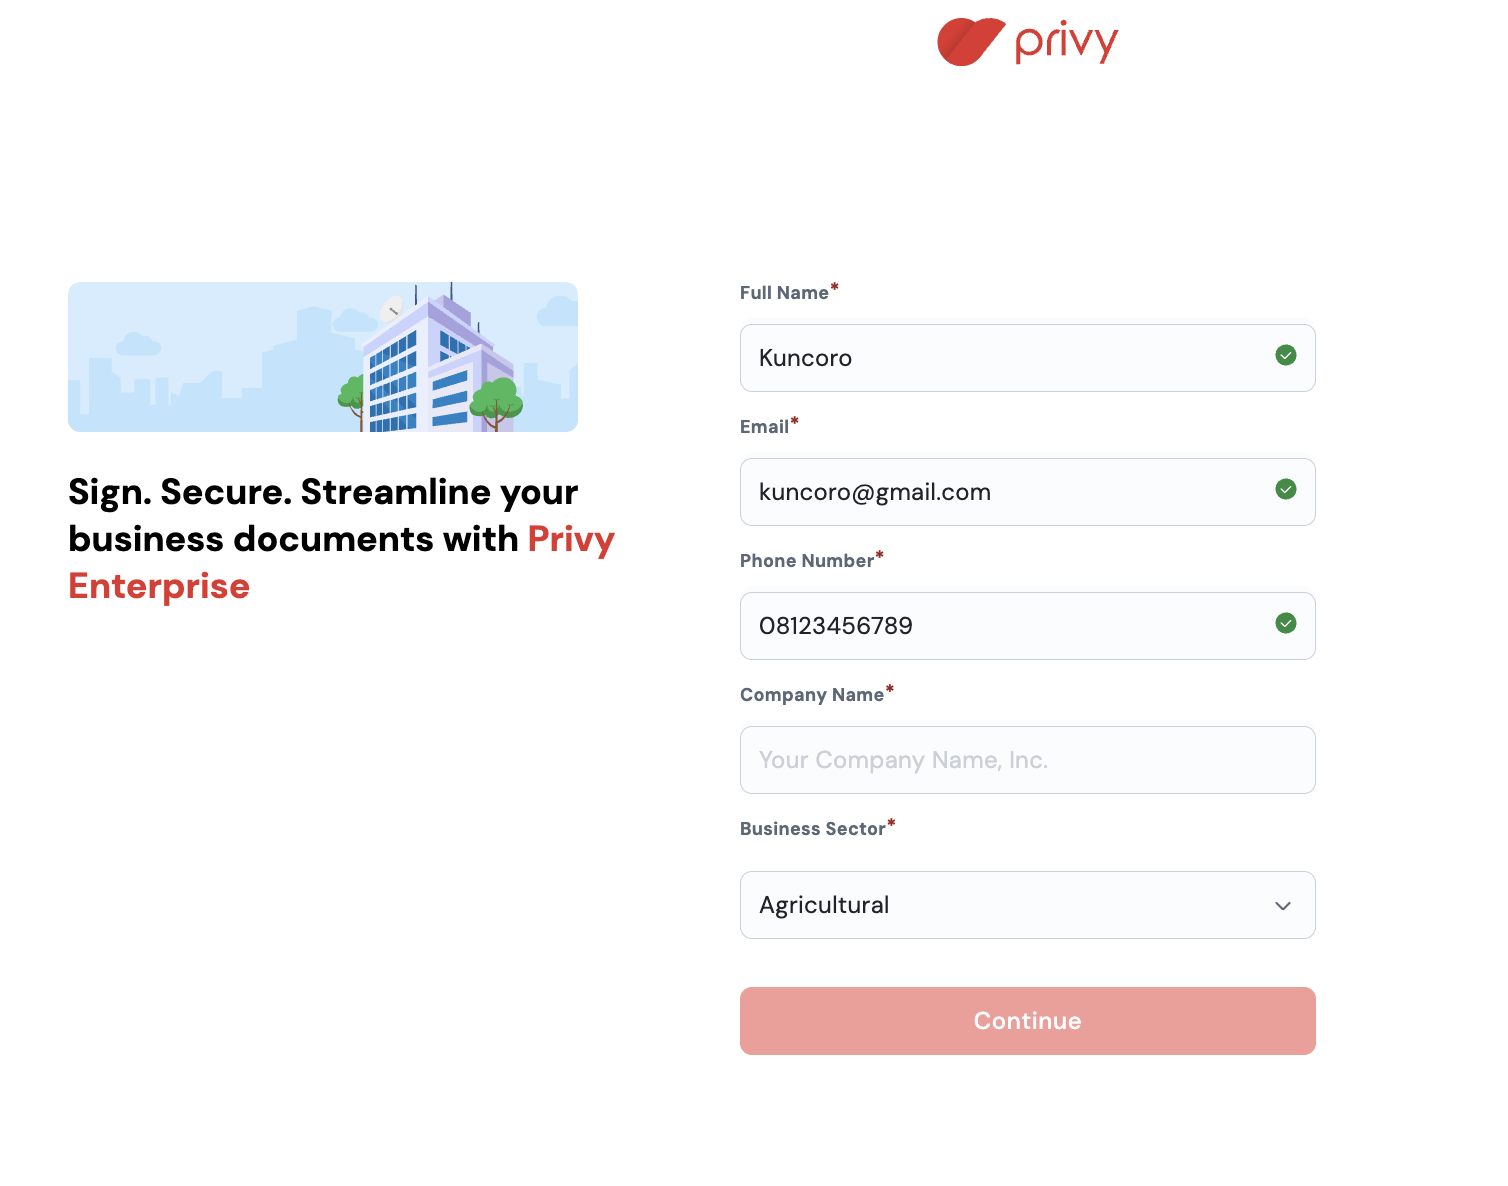 privy
Sign. Secure. Streamline your
business documents with Privy
Enterprise
Full Name*
Kuncoro
Email*
kuncoro@gmail.com
Phone Number*
08123456789
Company Name*
Your Company Name, Inc.
Business Sector*
Agricultural
Continue